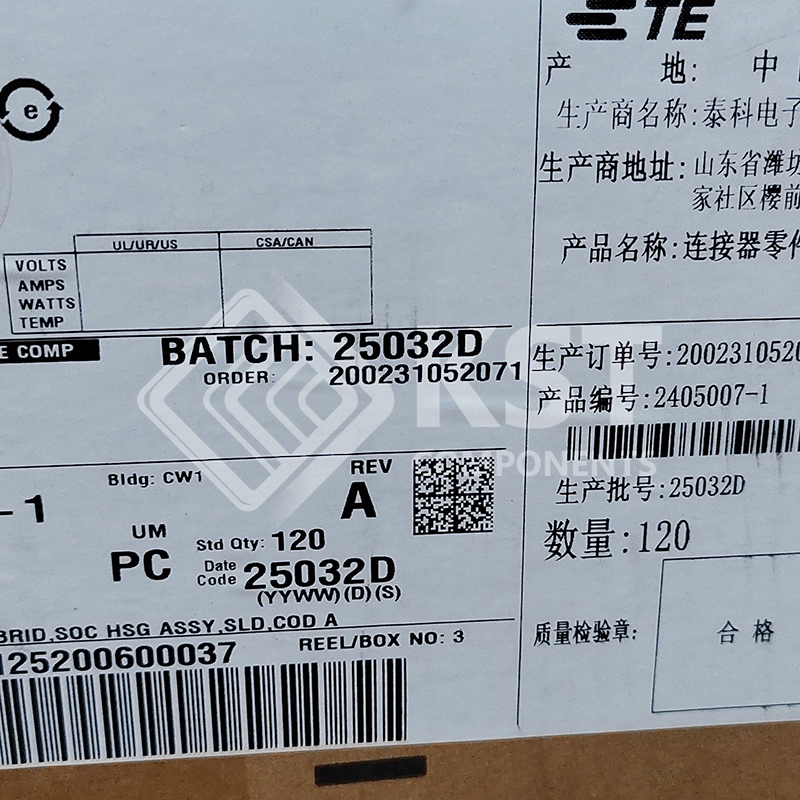 TE
产 地: 中
生产商名称:泰科电子
生产商地址:山东省潍坊
家社区樱前
产品名称:连接器零件
e
UL/UR/US CSA/CAN
VOLTS
AMPS
WATTS
TEMP
E COMP
BATCH: 25032D
ORDER: 200231052071
生产订单号:2002310520
产品编号:2405007-1
KST
COMPONENTS
Bldg: CW1
REV
A
-1
UM
PC
Std Qty: 120
Date Code 25032D
(YYWW)(D)(S)
BRID,SOC HSG ASSY,SLD,COD A
125200600037
REEL/BOX NO: 3
生产批号:25032D
数量:120
质量检验章:
合格